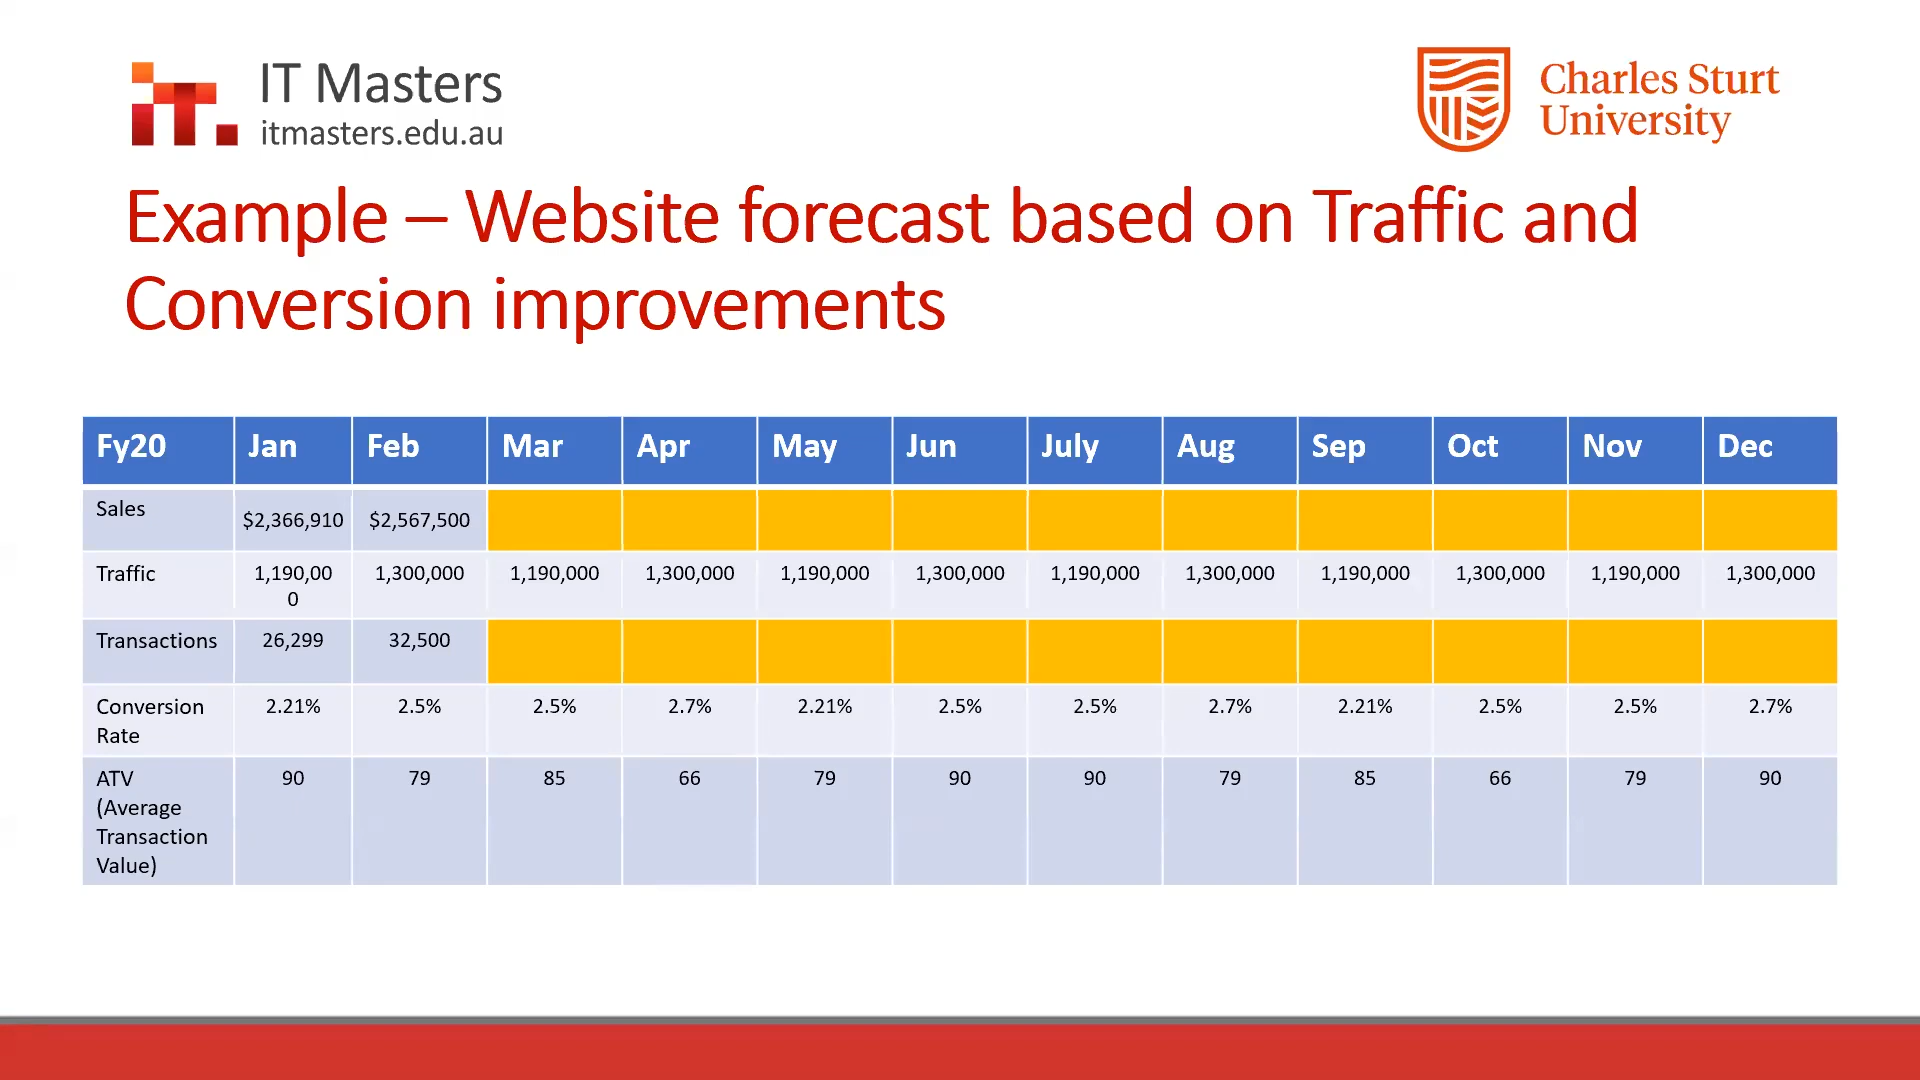 IT Masters
itmasters.edu.au
Charles Sturt
University
Example – Website forecast based on Traffic and
Conversion improvements
Fy20 Jan Feb Mar Apr May Jun July Aug Sep Oct Nov Dec
Sales $2,366,910 $2,567,500
Traffic 1,190,00
0 1,300,000 1,190,000 1,300,000 1,190,000 1,300,000 1,190,000 1,300,000 1,190,000 1,300,000 1,190,000 1,300,000
Transactions 26,299 32,500
Conversion
Rate 2.21% 2.5% 2.5% 2.7% 2.21% 2.5% 2.5% 2.7% 2.21% 2.5% 2.5% 2.7%
ATV
(Average
Transaction
Value) 90 79 85 66 79 90 90 79 85 66 79 90